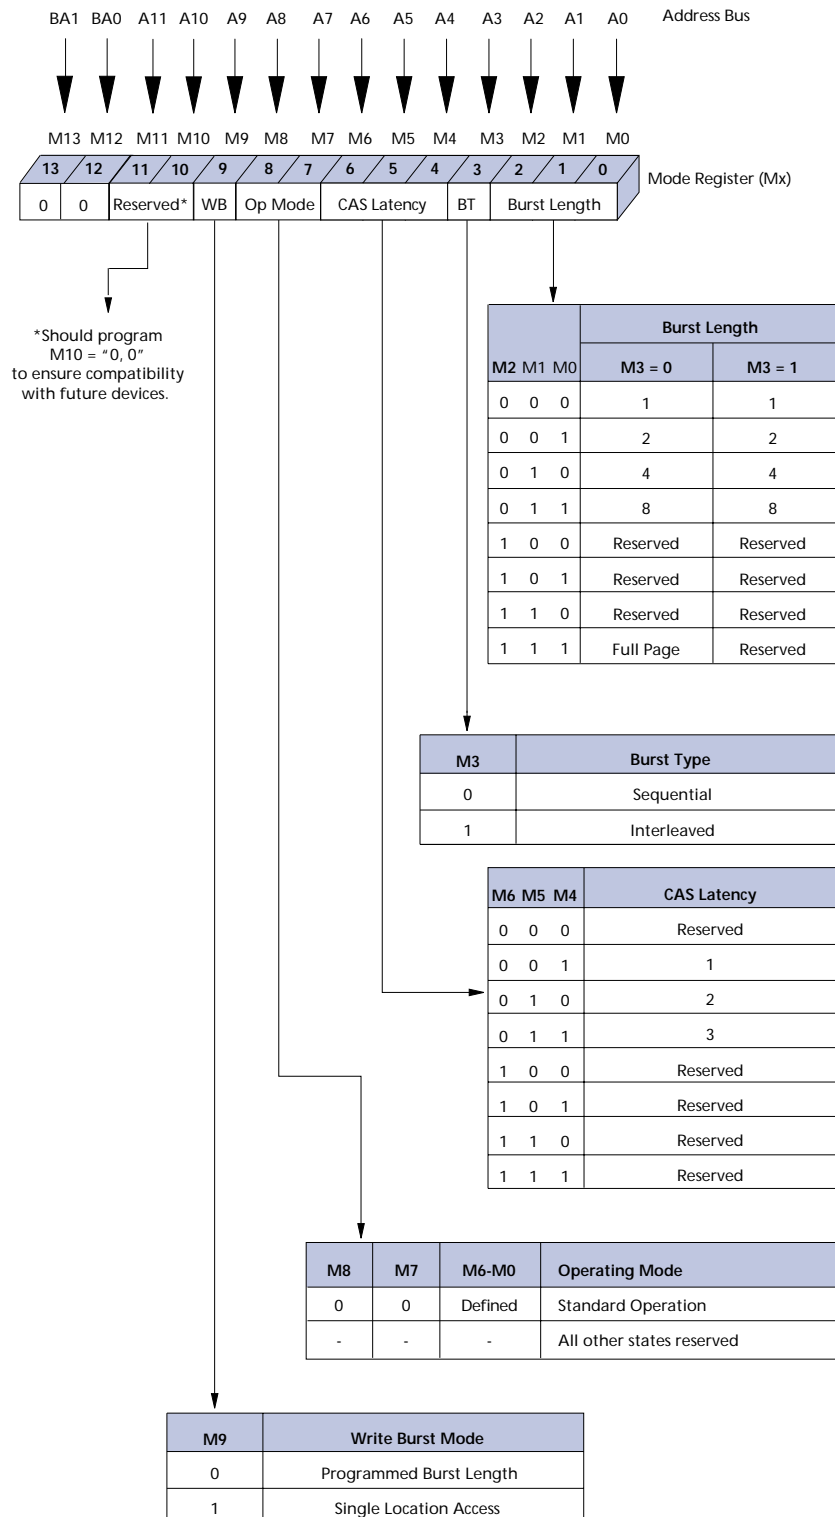 BA1 BA0 A11 A10 A9 A8 A7 A6 A5 A4 A3 A2 A1 A0 Address Bus
M13 M12 M11 M10 M9 M8 M7 M6 M5 M4 M3 M2 M1 M0
13 12 11 10 9 8 7 6 5 4 3 2 1 0
Mode Register (Mx)
0 0 Reserved* WB Op Mode CAS Latency BT Burst Length
*Should program
M10 = "0, 0"
to ensure compatibility
with future devices.
Burst Length
M2 M1 M0 M3 = 0 M3 = 1
0 0 0 1 1
0 0 1 2 2
0 1 0 4 4
0 1 1 8 8
1 0 0 Reserved Reserved
1 0 1 Reserved Reserved
1 1 0 Reserved Reserved
1 1 1 Full Page Reserved
M3 Burst Type
0 Sequential
1 Interleaved
M6 M5 M4 CAS Latency
0 0 0 Reserved
0 0 1 1
0 1 0 2
0 1 1 3
1 0 0 Reserved
1 0 1 Reserved
1 1 0 Reserved
1 1 1 Reserved
M8 M7 M6-M0 Operating Mode
0 0 Defined Standard Operation
- - - All other states reserved
M9 Write Burst Mode
0 Programmed Burst Length
1 Single Location Access